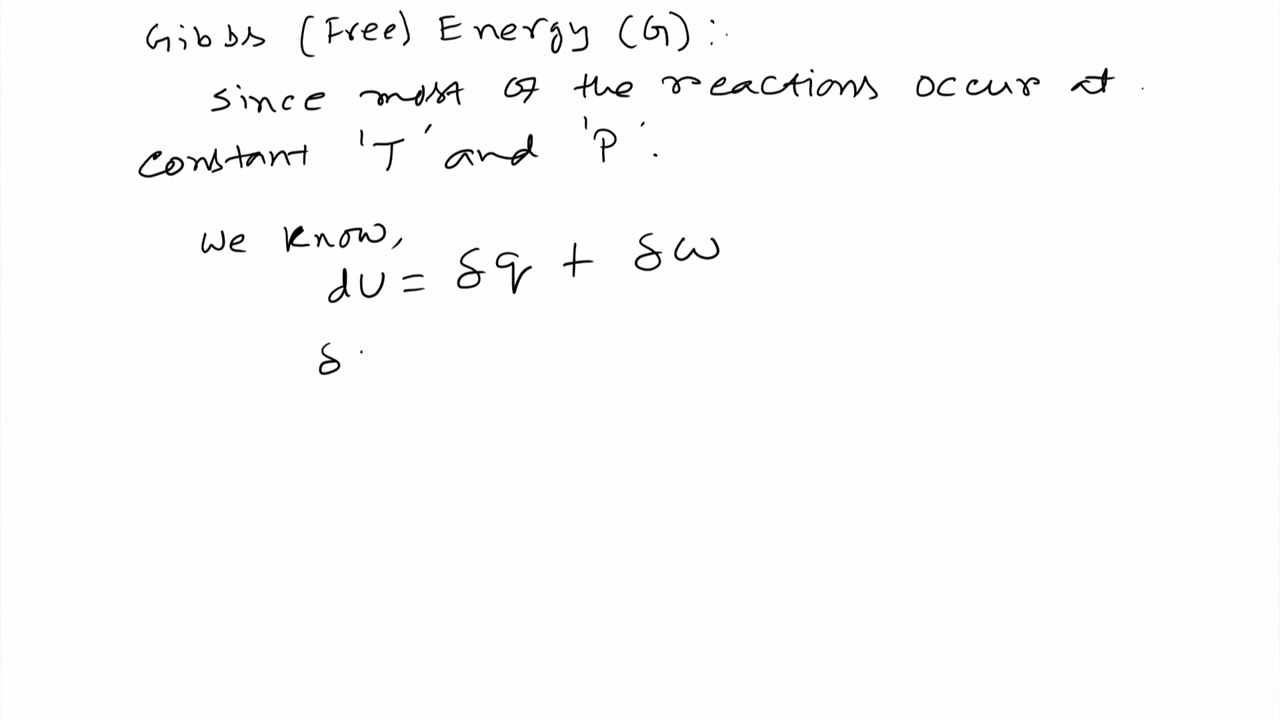 Gibbs (Free) Energy (G):
Since most of the reactions occur at
constant 'T' and 'P'.
We know,
dU = δq + δw
δ